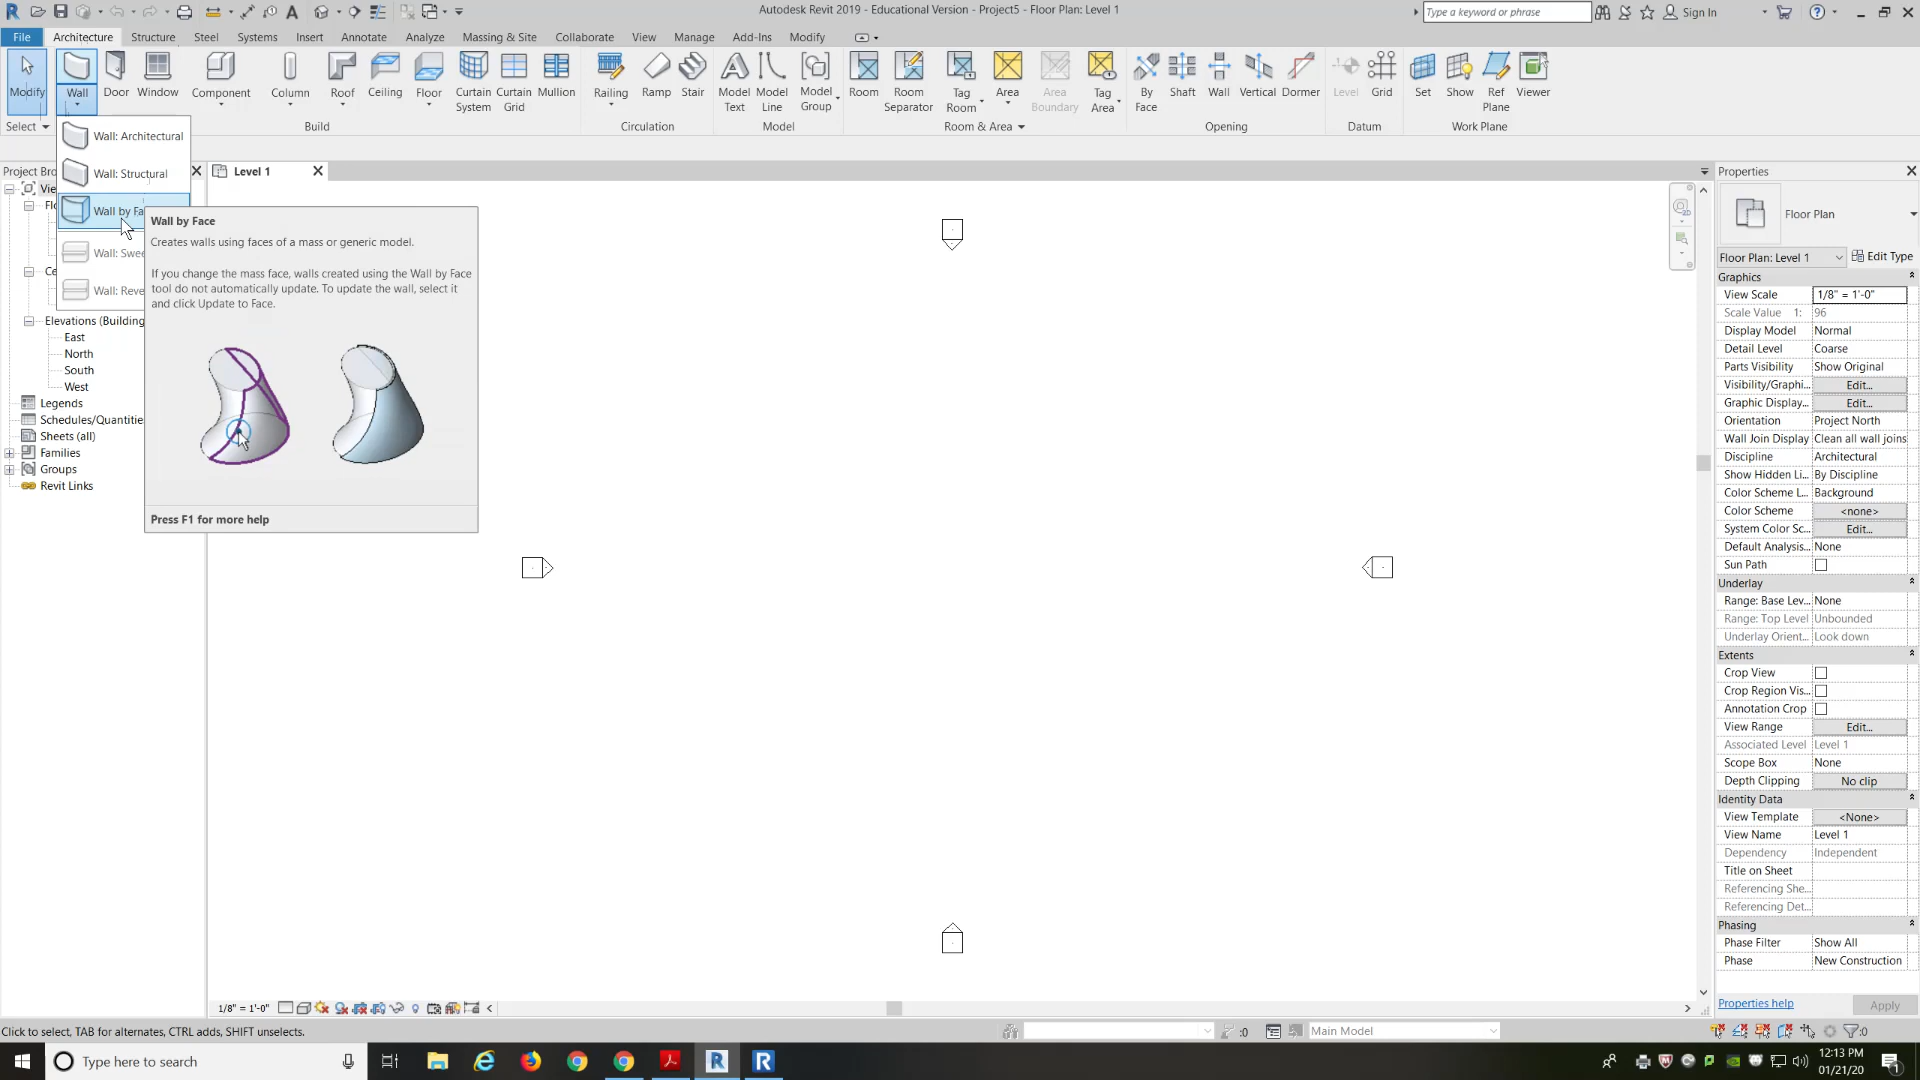 Autodesk Revit 2019 - Educational Version - Project5 - Floor Plan: Level 1
Type a keyword or phrase
Sign In
File
Architecture
Structure
Steel
Systems
Insert
Annotate
Analyze
Massing & Site
Collaborate
View
Manage
Add-Ins
Modify
Modify
Wall
Door
Window
Component
Column
Roof
Ceiling
Floor
Curtain System
Curtain Grid
Mullion
Railing
Ramp
Stair
Model Text
Model Line
Model Group
Room
Room Separator
Tag Room
Area
Area Boundary
Tag Area
By Face
Shaft
Wall
Vertical
Dormer
Level
Grid
Set
Show
Ref Plane
Viewer
Select
Build
Circulation
Model
Room & Area
Opening
Datum
Work Plane
Wall: Architectural
Wall: Structural
Wall by Fa
Wall: Swee
Wall: Reve
Wall by Face
Creates walls using faces of a mass or generic model.
If you change the mass face, walls created using the Wall by Face
tool do not automatically update. To update the wall, select it
and click Update to Face.
Press F1 for more help
Project Bro
Level 1
Vie
Flo
Ce
Elevations (Building
East
North
South
West
Legends
Schedules/Quantities
Sheets (all)
Families
Groups
Revit Links
Properties
Floor Plan
Floor Plan: Level 1
Edit Type
Graphics
View Scale 1/8" = 1'-0"
Scale Value 1: 96
Display Model Normal
Detail Level Coarse
Parts Visibility Show Original
Visibility/Graphi... Edit...
Graphic Display... Edit...
Orientation Project North
Wall Join Display Clean all wall joins
Discipline Architectural
Show Hidden Li... By Discipline
Color Scheme L... Background
Color Scheme <none>
System Color Sc... Edit...
Default Analysis... None
Sun Path
Underlay
Range: Base Lev... None
Range: Top Level Unbounded
Underlay Orient... Look down
Extents
Crop View
Crop Region Vis...
Annotation Crop
View Range Edit...
Associated Level Level 1
Scope Box None
Depth Clipping No clip
Identity Data
View Template <None>
View Name Level 1
Dependency Independent
Title on Sheet
Referencing She...
Referencing Det...
Phasing
Phase Filter Show All
Phase New Construction
Properties help
Apply
1/8" = 1'-0"
Click to select, TAB for alternates, CTRL adds, SHIFT unselects.
:0
Main Model
:0
Type here to search
12:13 PM
01/21/20
1